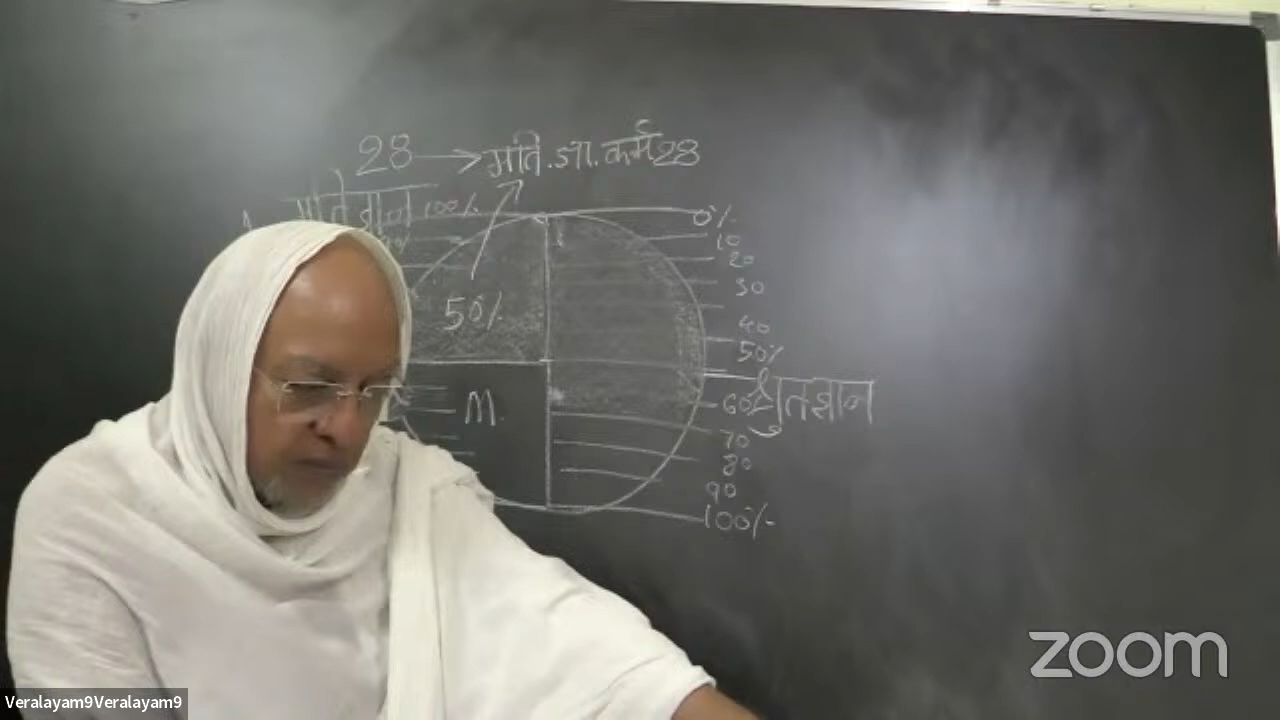 28 → मति.ज्ञा.कर्म 28
मति ज्ञान 100%
0%
10
20
30
50%
40
50%
श्रुतज्ञान
M.
60
70
80
90
100%
zoom
Veralayam9Veralayam9